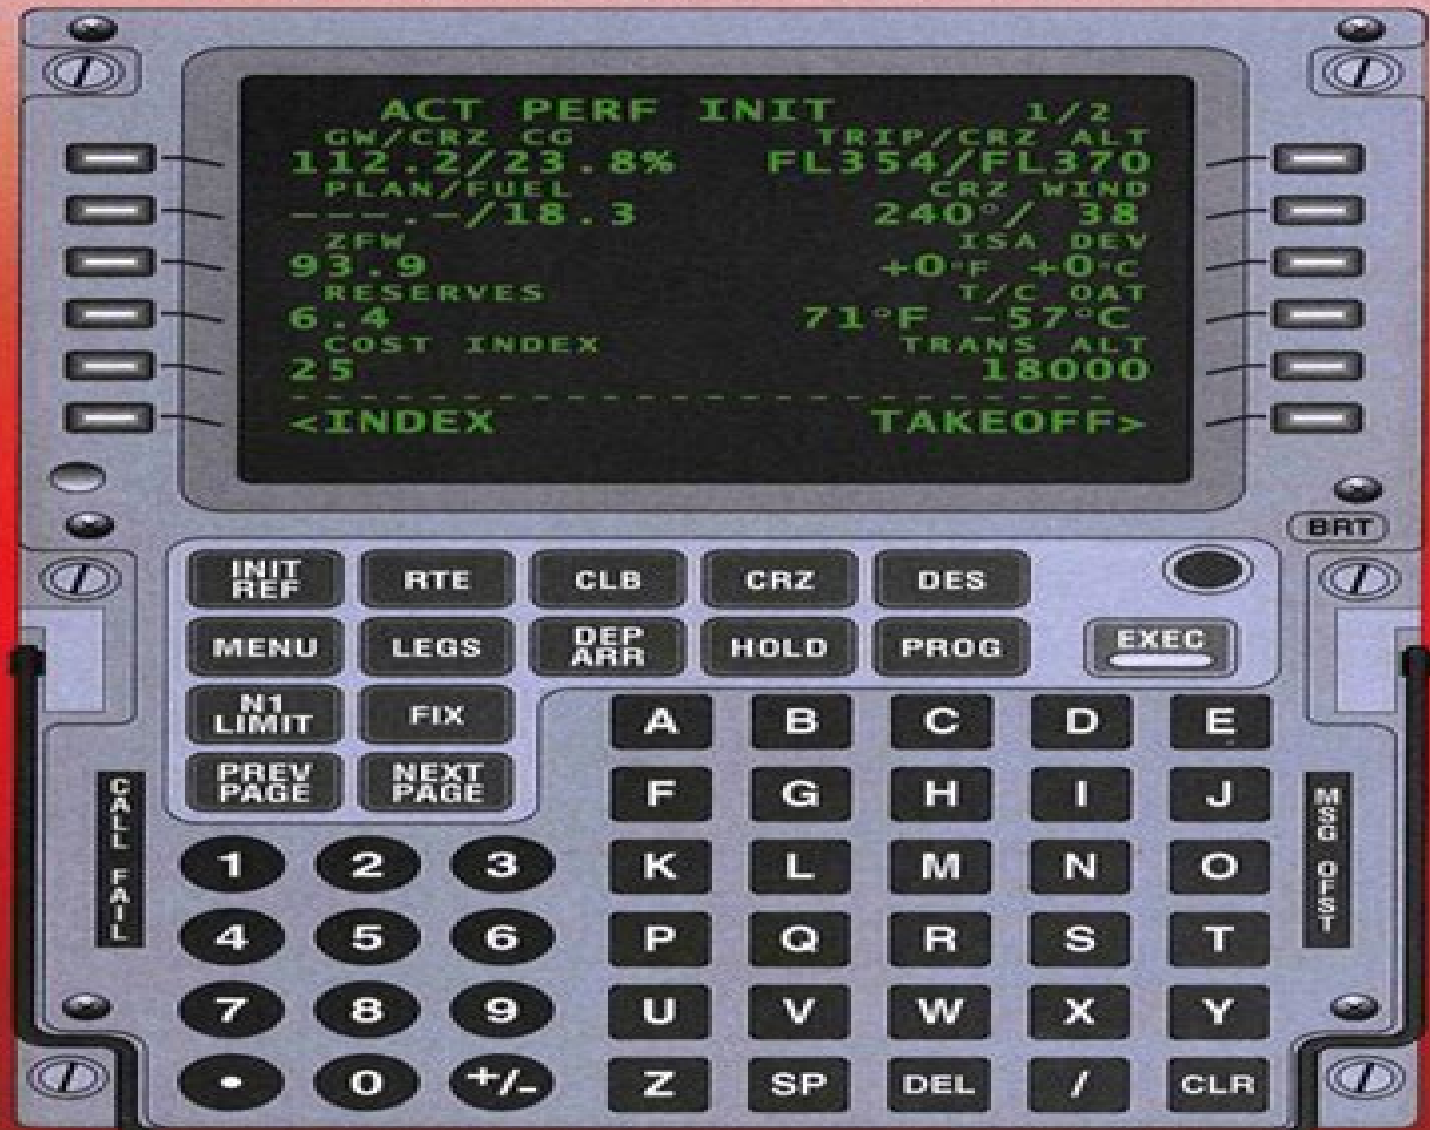 ACT PERF INIT 1/2
GW/CRZ CG TRIP/CRZ ALT
112.2/23.8% FL354/FL370
PLAN/FUEL CRZ WIND
---.-/18.3 240°/ 38
ZFW ISA DEV
93.9 +0°F +0°C
RESERVES T/C OAT
6.4 71°F -57°C
COST INDEX TRANS ALT
25 18000
------------------------
<INDEX TAKEOFF>
BRT
INIT REF RTE CLB CRZ DES
MENU LEGS DEP ARR HOLD PROG EXEC
N1 LIMIT FIX
PREV PAGE NEXT PAGE
A B C D E
F G H I J
K L M N O
P Q R S T
U V W X Y
Z SP DEL / CLR
1 2 3
4 5 6
7 8 9
. 0 +/-
CALL FAIL
MSG OFST